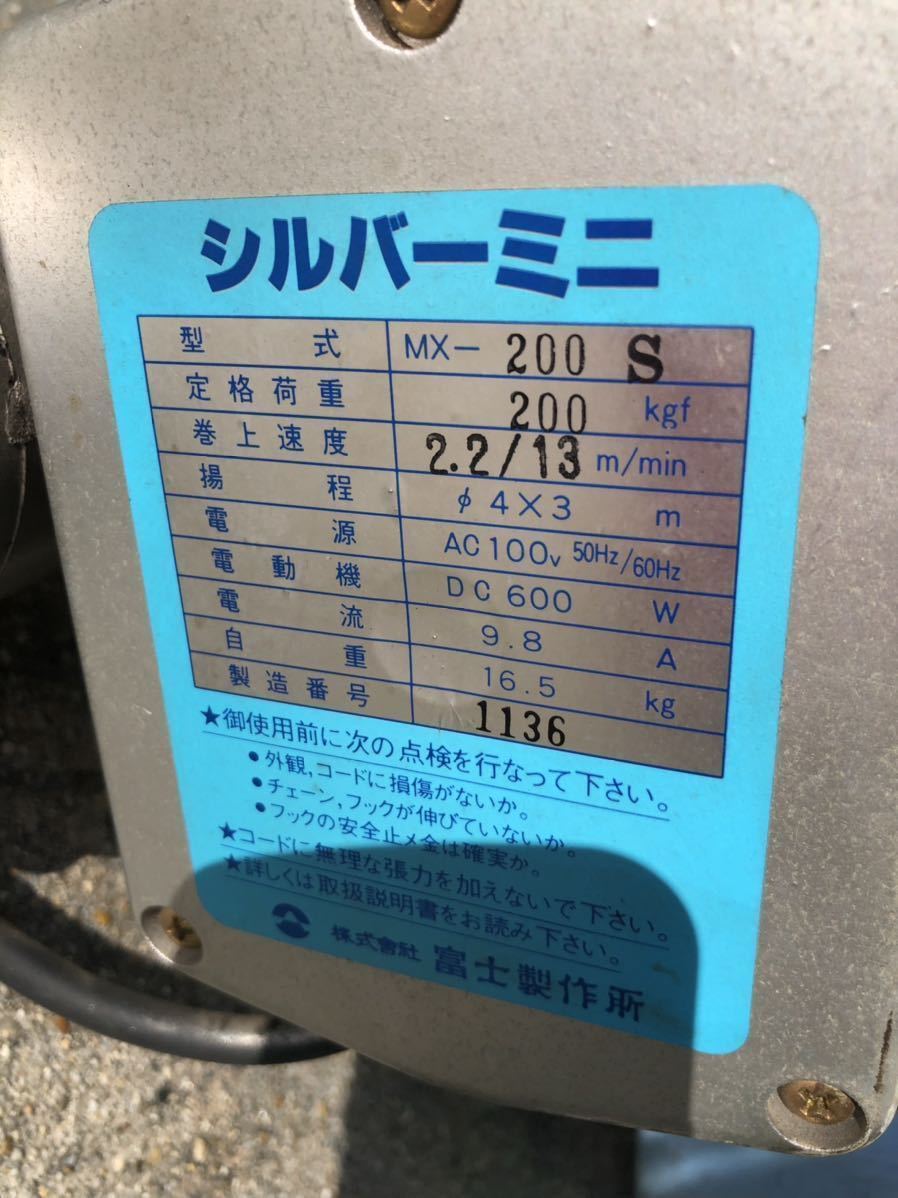 シルバーミニ
型式 MX-200 S
定格荷重 200 kgf
巻上速度 2.2/13 m/min
揚程 φ4×3 m
電源 AC100v 50Hz/60Hz
電動機 DC600 W
電流 9.8 A
自重 16.5 kg
製造番号 1136
★御使用前に次の点検を行なって下さい。
●外観,コードに損傷がないか。
●チェーン,フックが伸びていないか。
●フックの安全止メ金は確実か。
★コードに無理な張力を加えないで下さい。
★詳しくは取扱説明書をお読み下さい。
株式會社 富士製作所